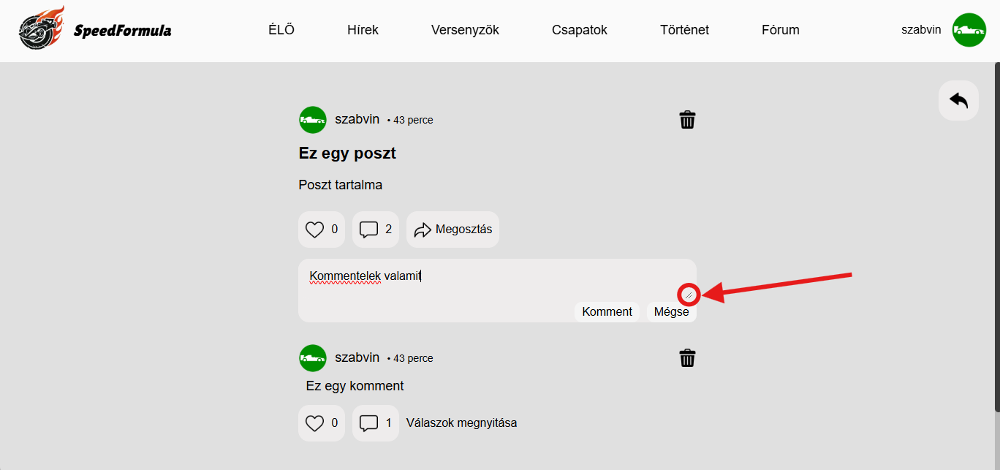 SpeedFormula
ÉLŐ
Hírek
Versenyzők
Csapatok
Történet
Fórum
szabvin
szabvin • 43 perce
Ez egy poszt
Poszt tartalma
0
2
Megosztás
Kommentelek valamit
Komment
Mégse
szabvin • 43 perce
Ez egy komment
0
1
Válaszok megnyitása